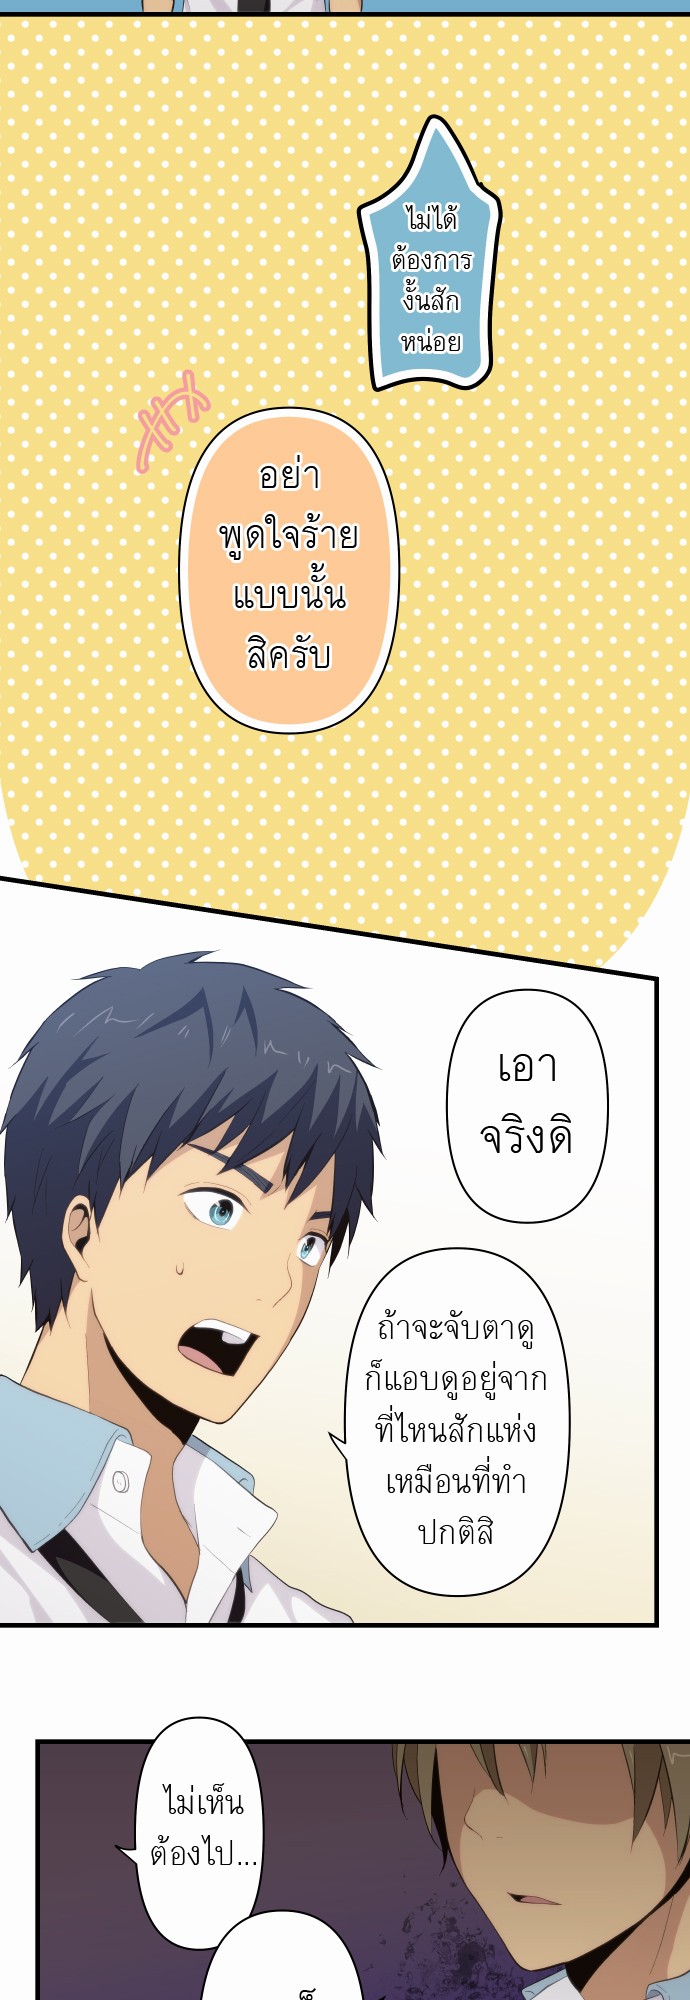 ไม่ได้
ต้องการ
งั้นสัก
หน่อย
อย่า
พูดใจร้าย
แบบนั้น
สิครับ
เอา
จริงดิ
ถ้าจะจับตาดู
ก็แอบดูอยู่จาก
ที่ไหนสักแห่ง
เหมือนที่ทำ
ปกติสิ
ไม่เห็น
ต้องไป...